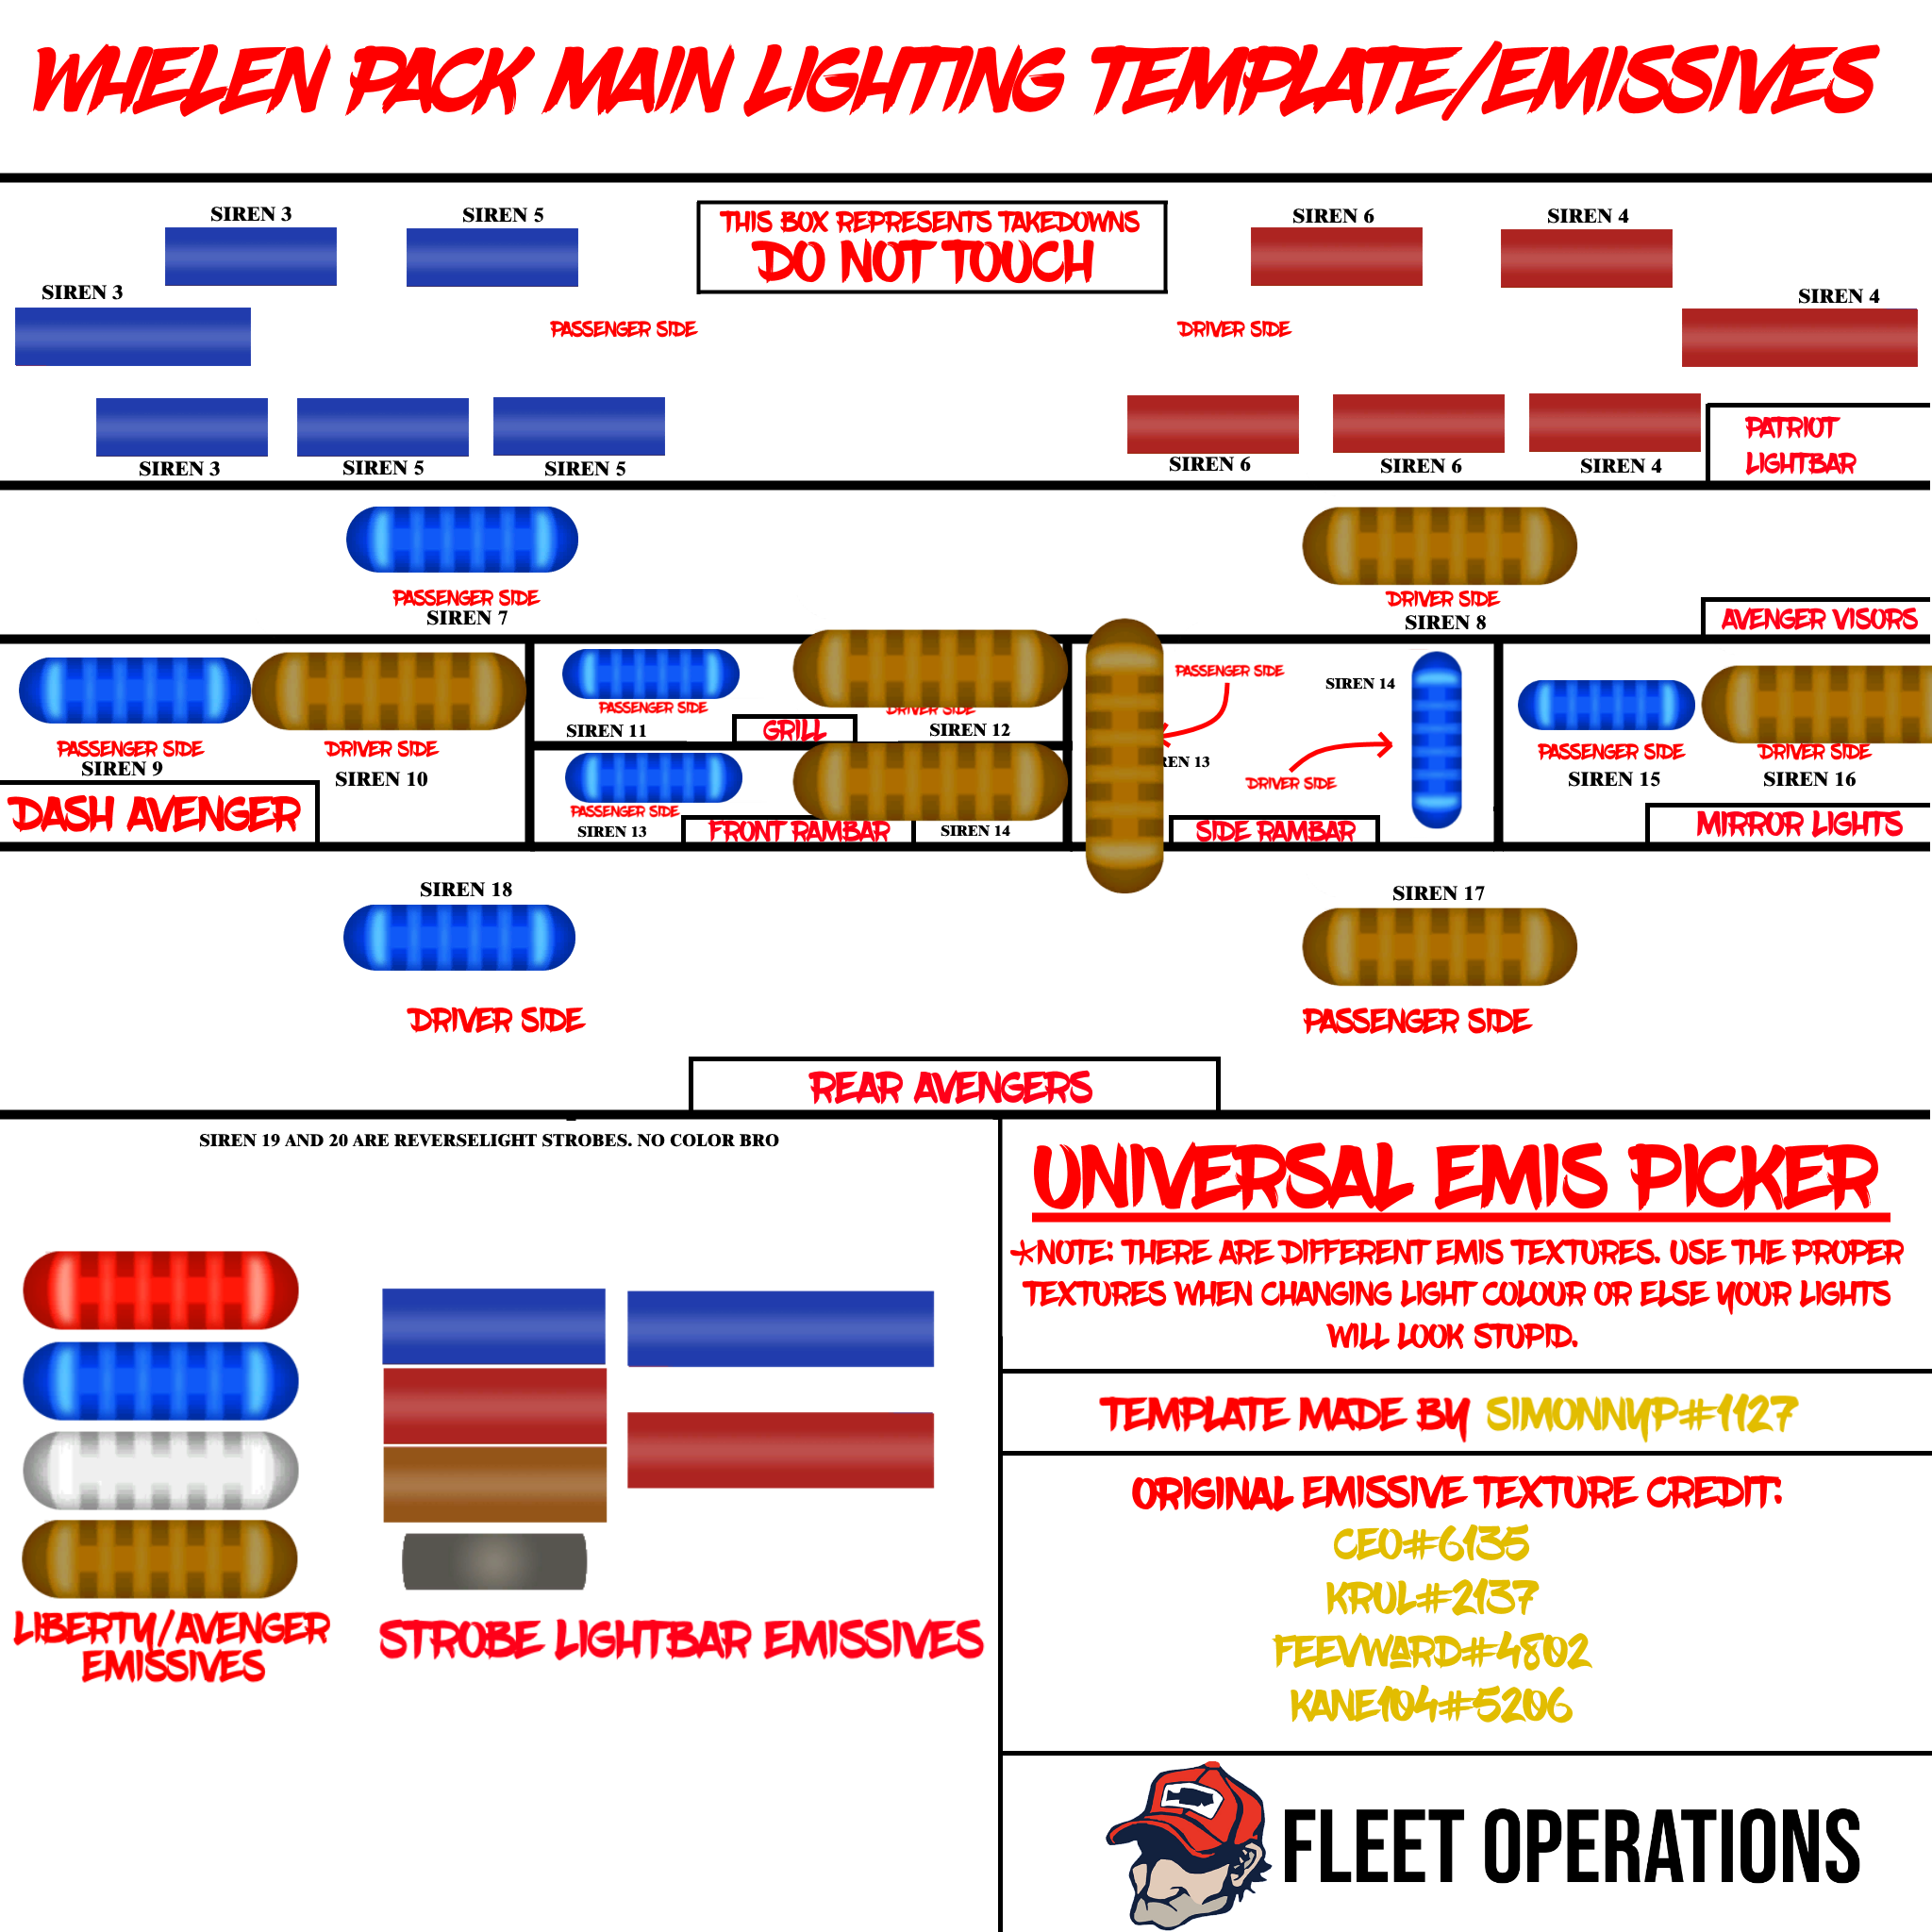 WHELEN PACK MAIN LIGHTING TEMPLATE/EMISSIVES
SIREN 3
SIREN 5
THIS BOX REPRESENTS TAKEDOWNS
DO NOT TOUCH
SIREN 6
SIREN 4
SIREN 3
SIREN 4
PASSENGER SIDE
DRIVER SIDE
SIREN 3
SIREN 5
SIREN 5
SIREN 6
SIREN 6
SIREN 4
PATRIOT
LIGHTBAR
PASSENGER SIDE
SIREN 7
DRIVER SIDE
SIREN 8
AVENGER VISORS
PASSENGER SIDE
SIREN 9
DRIVER SIDE
SIREN 10
DASH AVENGER
PASSENGER SIDE
SIREN 11
GRILL
DRIVER SIDE
SIREN 12
PASSENGER SIDE
SIREN 13
FRONT RAMBAR
SIREN 14
PASSENGER SIDE
SIREN 14
13
DRIVER SIDE
SIDE RAMBAR
PASSENGER SIDE
SIREN 15
DRIVER SIDE
SIREN 16
MIRROR LIGHTS
SIREN 18
DRIVER SIDE
SIREN 17
PASSENGER SIDE
REAR AVENGERS
SIREN 19 AND 20 ARE REVERSELIGHT STROBES. NO COLOR BRO
LIBERTY/AVENGER
EMISSIVES
STROBE LIGHTBAR EMISSIVES
UNIVERSAL EMIS PICKER
*NOTE: THERE ARE DIFFERENT EMIS TEXTURES. USE THE PROPER
TEXTURES WHEN CHANGING LIGHT COLOUR OR ELSE YOUR LIGHTS
WILL LOOK STUPID.
TEMPLATE MADE BY SIMONNYP#1127
ORIGINAL EMISSIVE TEXTURE CREDIT:
CEO#6135
KRUL#2137
FEEVWARD#4802
KANE104#5206
FLEET OPERATIONS